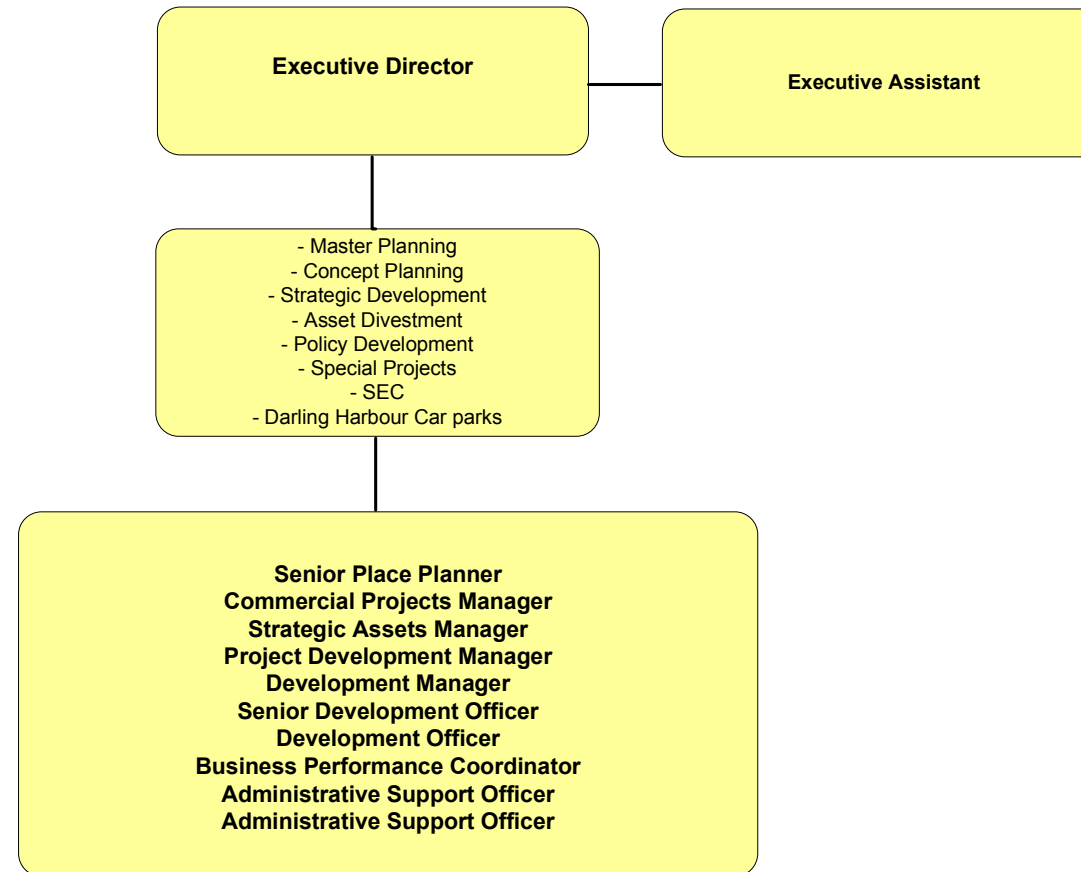 Executive Director
Executive Assistant
- Master Planning
- Concept Planning
- Strategic Development
- Asset Divestment
- Policy Development
- Special Projects
- SEC
- Darling Harbour Car parks
Senior Place Planner
Commercial Projects Manager
Strategic Assets Manager
Project Development Manager
Development Manager
Senior Development Officer
Development Officer
Business Performance Coordinator
Administrative Support Officer
Administrative Support Officer